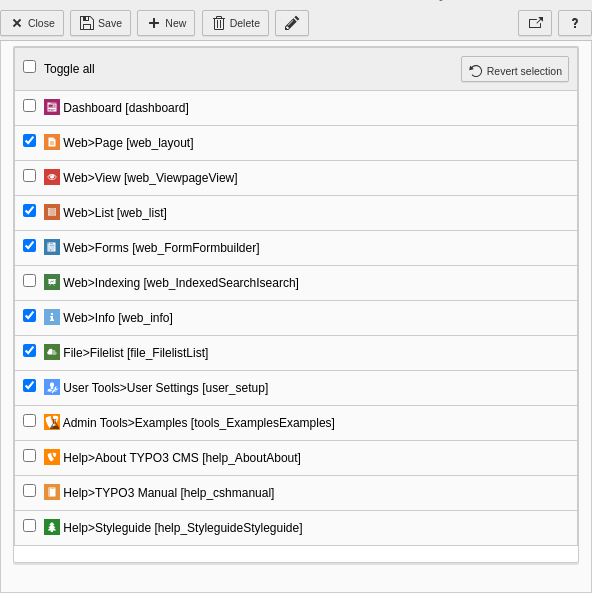 Close Save New Delete ?
Toggle all Revert selection
Dashboard [dashboard]
Web>Page [web_layout]
Web>View [web_ViewpageView]
Web>List [web_list]
Web>Forms [web_FormFormbuilder]
Web>Indexing [web_IndexedSearchIsearch]
Web>Info [web_info]
File>Filelist [file_FilelistList]
User Tools>User Settings [user_setup]
Admin Tools>Examples [tools_ExamplesExamples]
Help>About TYPO3 CMS [help_AboutAbout]
Help>TYPO3 Manual [help_cshmanual]
Help>Styleguide [help_StyleguideStyleguide]